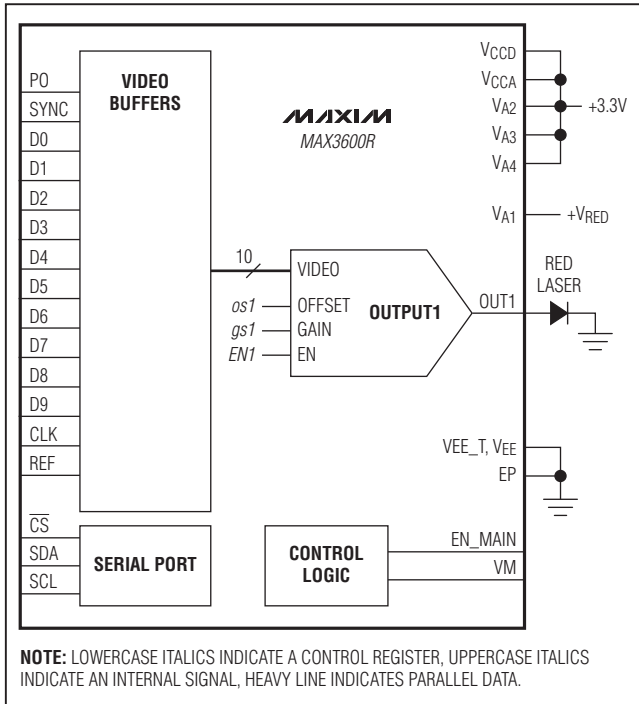 P0
SYNC
D0
D1
D2
D3
D4
D5
D6
D7
D8
D9
CLK
REF
VIDEO
BUFFERS
CS
SDA
SCL
SERIAL PORT
MAXIM
MAX3600R
10
VIDEO
os1 OFFSET
gs1 GAIN
EN1 EN
OUTPUT1
CONTROL
LOGIC
VCCD
VCCA
VA2
VA3
VA4
+3.3V
VA1
+VRED
OUT1
RED
LASER
VEE_T, VEE
EP
EN_MAIN
VM
NOTE: LOWERCASE ITALICS INDICATE A CONTROL REGISTER, UPPERCASE ITALICS
INDICATE AN INTERNAL SIGNAL, HEAVY LINE INDICATES PARALLEL DATA.